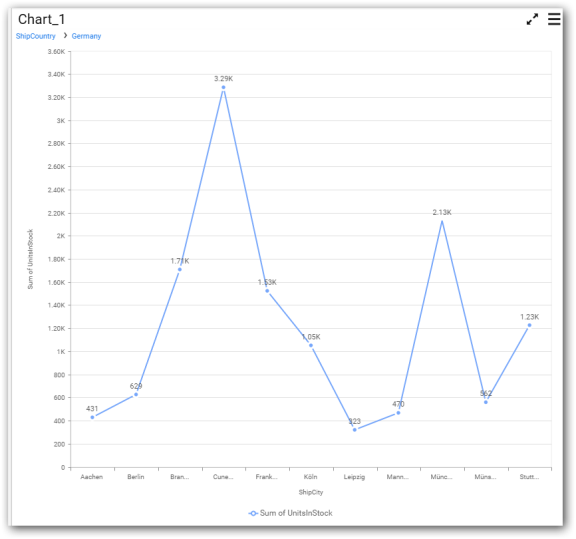 Chart_1
ShipCountry > Germany
3.60K
3.40K
3.20K
3K
2.80K
2.60K
2.40K
2.20K
2K
1.80K
1.60K
1.40K
1.20K
1K
800
600
400
200
0
Sum of UnitsInStock
431
629
1.71K
3.29K
1.53K
1.05K
323
470
2.13K
562
1.23K
Aachen Berlin Bran... Cune... Frank... Köln Leipzig Mann... Münc... Müns... Stutt...
ShipCity
Sum of UnitsInStock